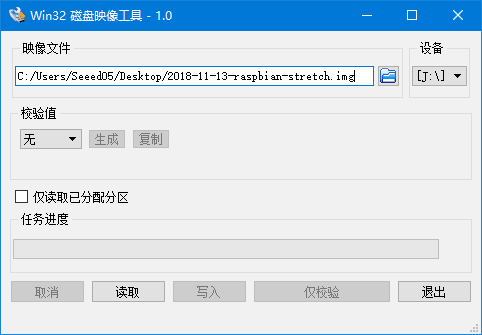 Win32 磁盘映像工具 - 1.0
映像文件
设备
C:/Users/Seeed05/Desktop/2018-11-13-raspbian-stretch.img
[J:\]
校验值
无
生成
复制
仅读取已分配分区
任务进度
取消
读取
写入
仅校验
退出